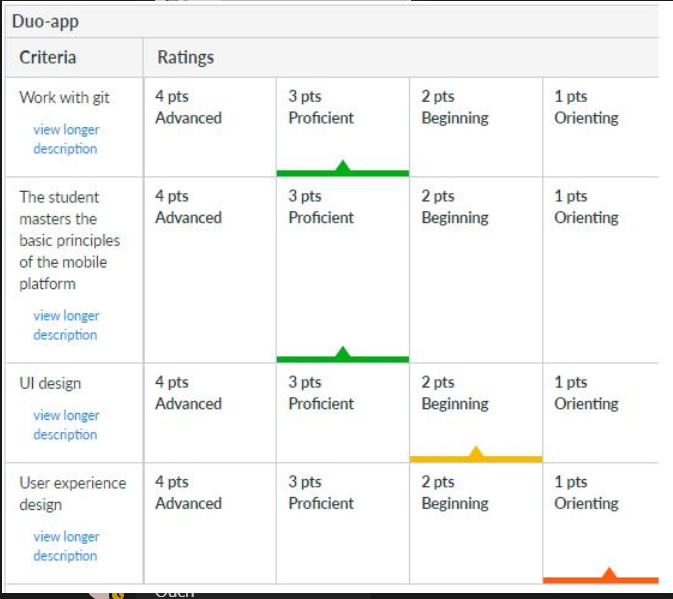 Duo-app
Criteria Ratings
Work with git
view longer
description
4 pts
Advanced
3 pts
Proficient
2 pts
Beginning
1 pts
Orienting
The student
masters the
basic principles
of the mobile
platform
view longer
description
4 pts
Advanced
3 pts
Proficient
2 pts
Beginning
1 pts
Orienting
UI design
view longer
description
4 pts
Advanced
3 pts
Proficient
2 pts
Beginning
1 pts
Orienting
User experience
design
view longer
description
4 pts
Advanced
3 pts
Proficient
2 pts
Beginning
1 pts
Orienting